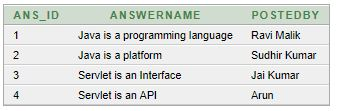 ANS_ID ANSWERNAME POSTEDBY
1 Java is a programming language Ravi Malik
2 Java is a platform Sudhir Kumar
3 Servlet is an Interface Jai Kumar
4 Servlet is an API Arun